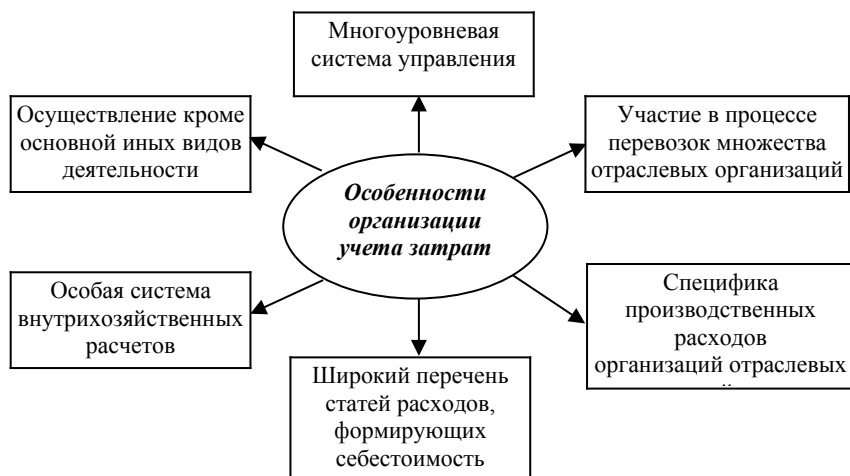 Многоуровневая
система управления
Осуществление кроме
основной иных видов
деятельности
Участие в процессе
перевозок множества
отраслевых организаций
Особенности
организации
учета затрат
Особая система
внутрихозяйственных
расчетов
Специфика
производственных
расходов
организаций отраслевых
Широкий перечень
статей расходов,
формирующих
себестоимость